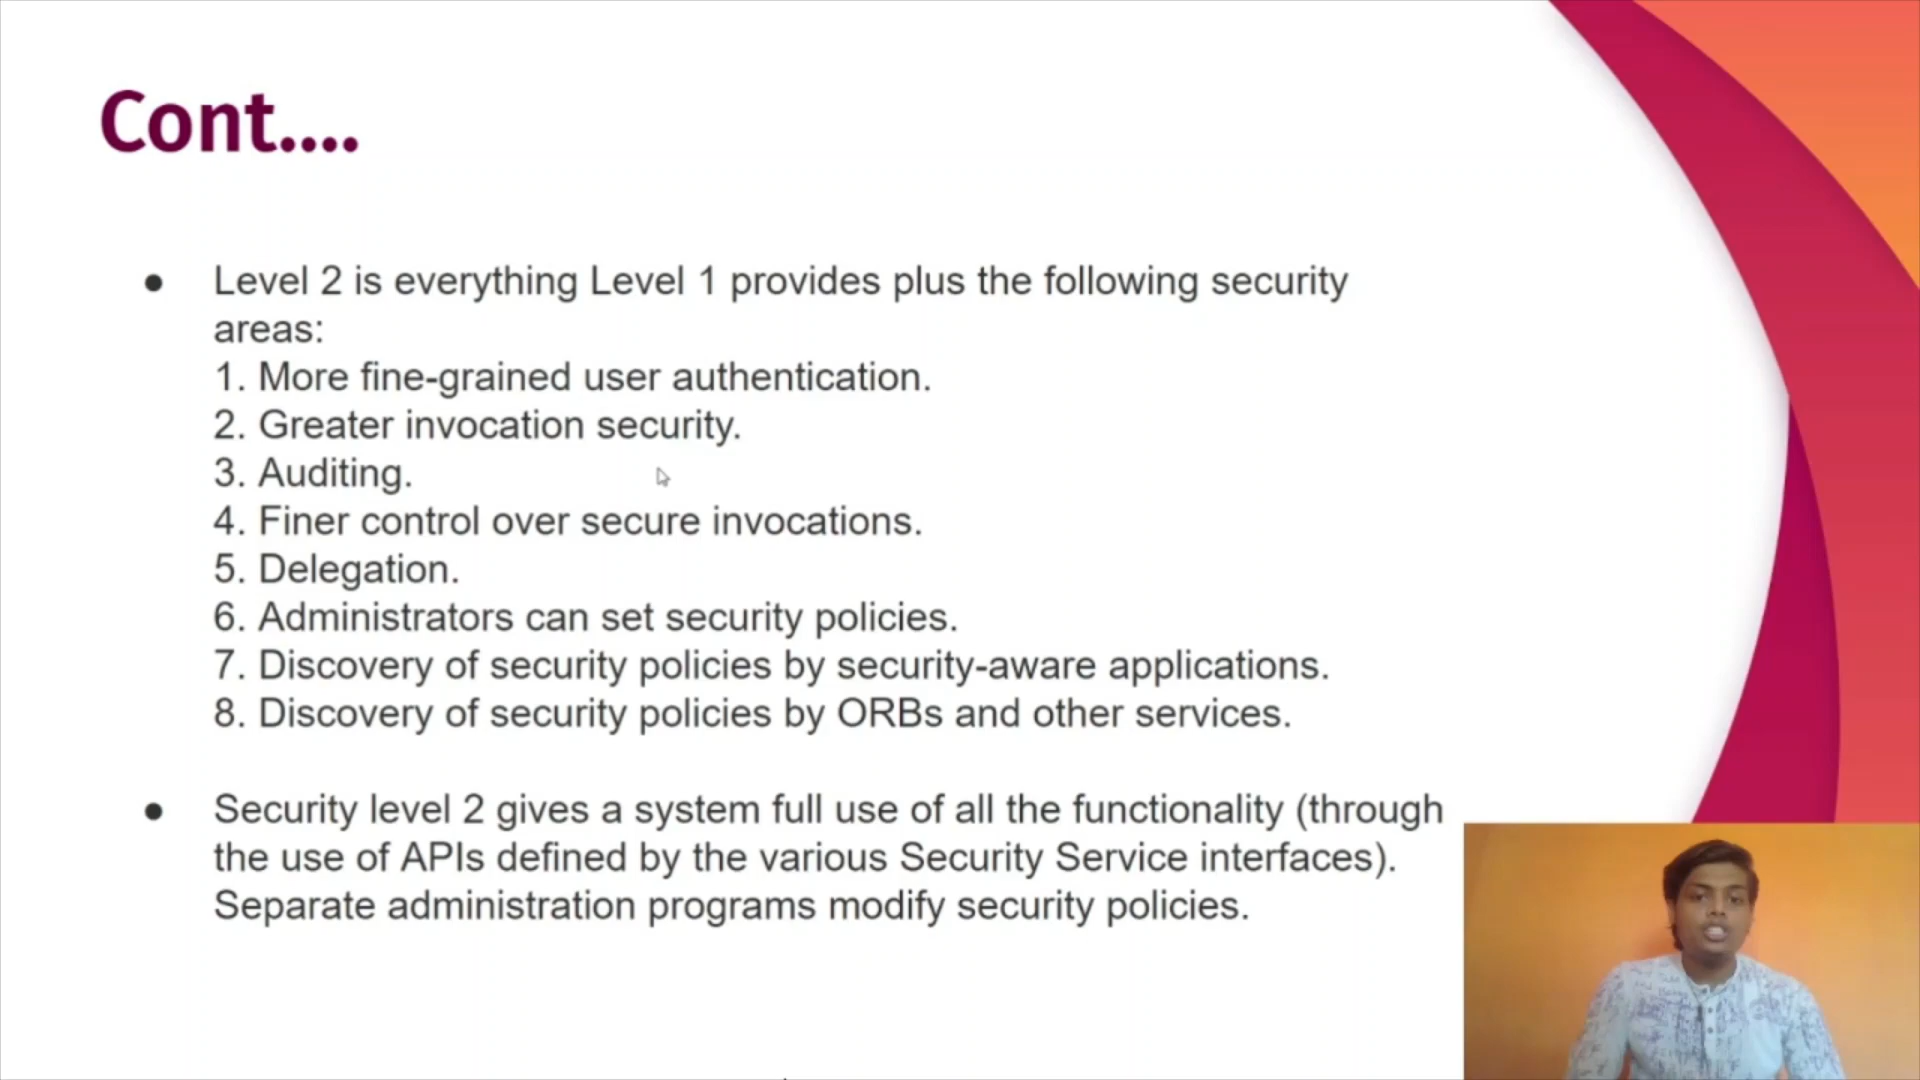 Cont....
● Level 2 is everything Level 1 provides plus the following security
areas:
1. More fine-grained user authentication.
2. Greater invocation security.
3. Auditing.
4. Finer control over secure invocations.
5. Delegation.
6. Administrators can set security policies.
7. Discovery of security policies by security-aware applications.
8. Discovery of security policies by ORBs and other services.
● Security level 2 gives a system full use of all the functionality (through
the use of APIs defined by the various Security Service interfaces).
Separate administration programs modify security policies.